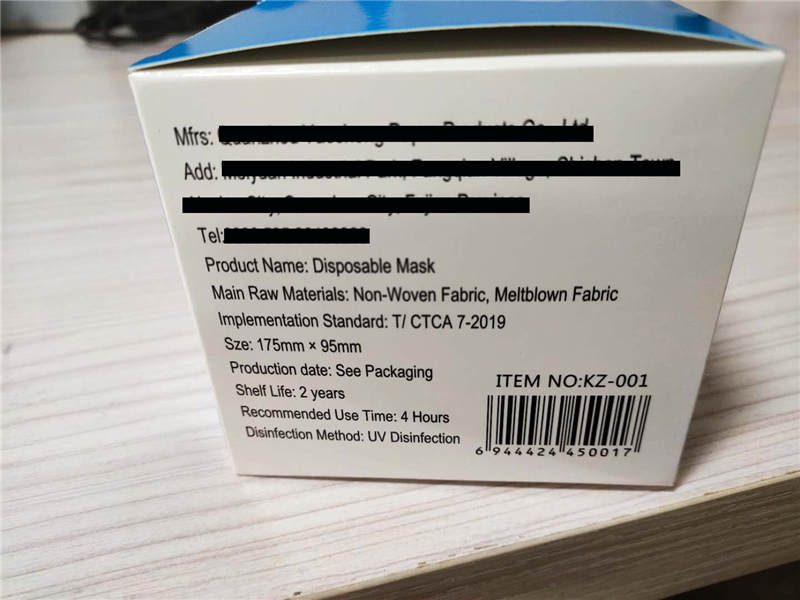 Mfrs:
Add:
Tel:
Product Name: Disposable Mask
Main Raw Materials: Non-Woven Fabric, Meltblown Fabric
Implementation Standard: T/ CTCA 7-2019
Sze: 175mm × 95mm
Production date: See Packaging
Shelf Life: 2 years
Recommended Use Time: 4 Hours
Disinfection Method: UV Disinfection
ITEM NO:KZ-001
6 944424 450017